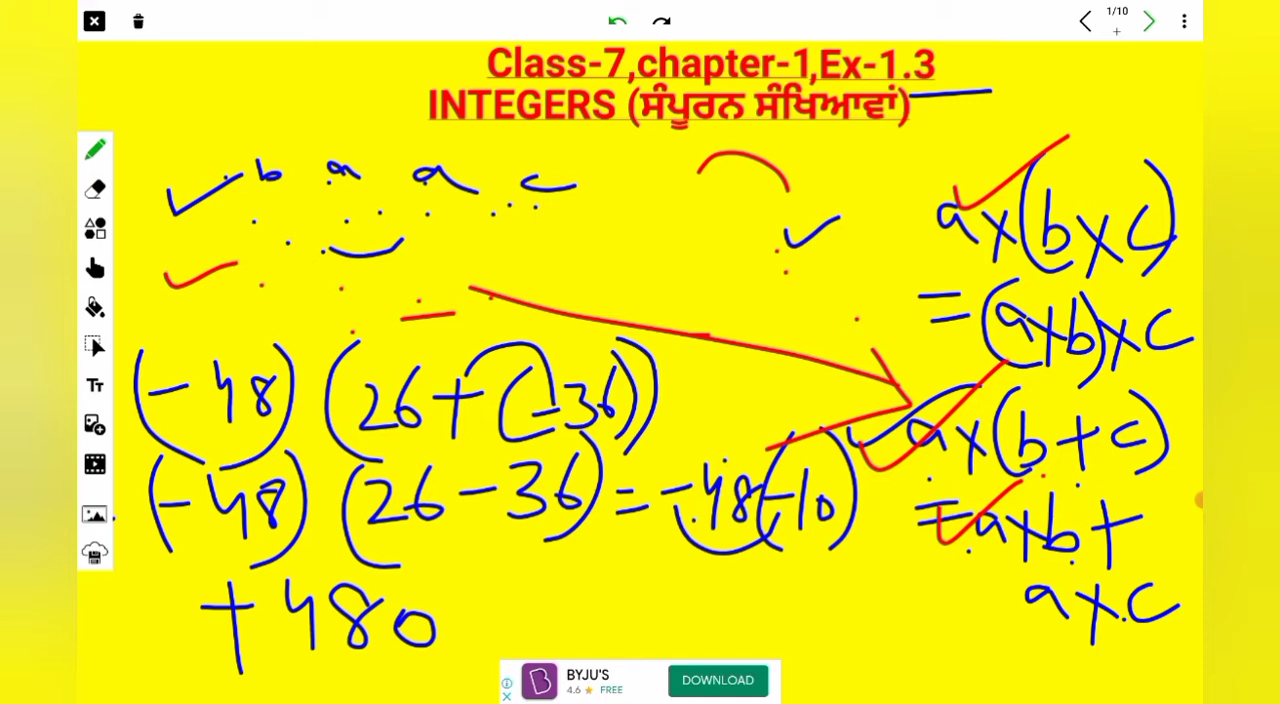 1/10
Class-7,chapter-1,Ex-1.3
INTEGERS (ਸੰਪੂਰਨ ਸੰਖਿਆਵਾਂ)
b a a c
a×(b×c)
=(a×b)×c
(-48) (26+(-36))
a×(b+c)
(-48) (26-36) = -48(-10)
=a×b+
a×c
+480
Tт
BYJU'S
4.6 ★ FREE
DOWNLOAD